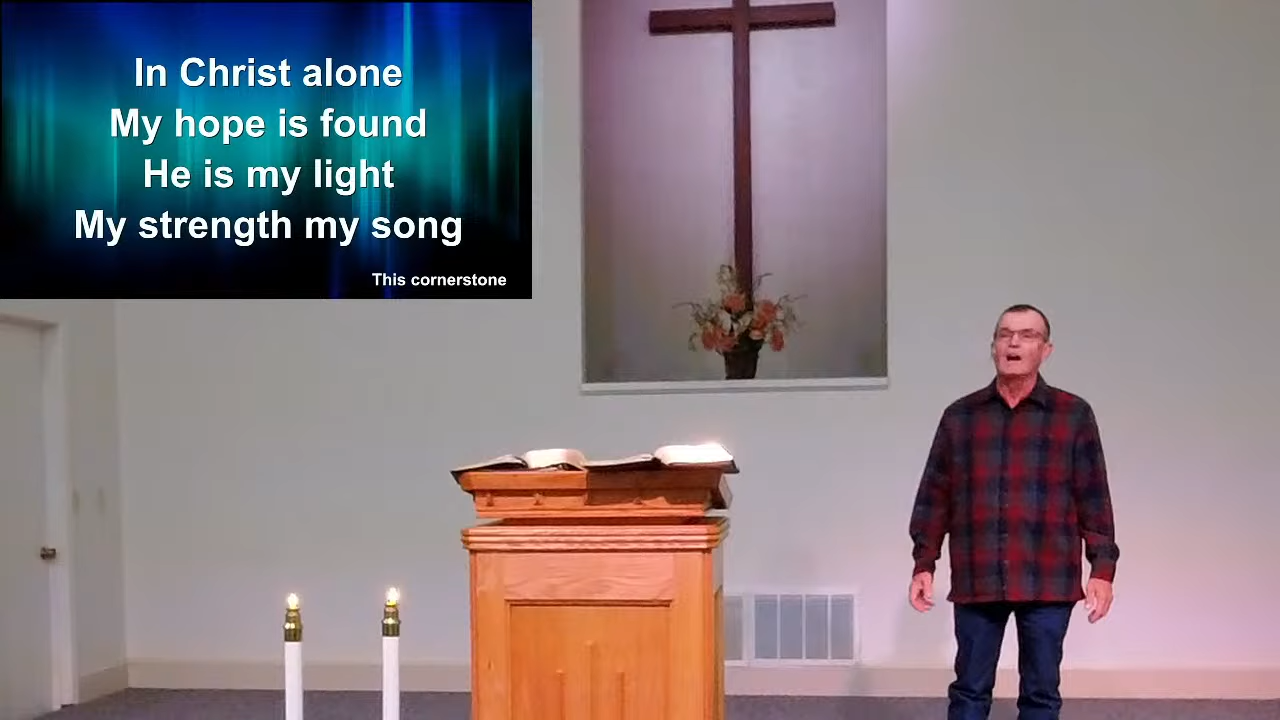 In Christ alone
My hope is found
He is my light
My strength my song
This cornerstone